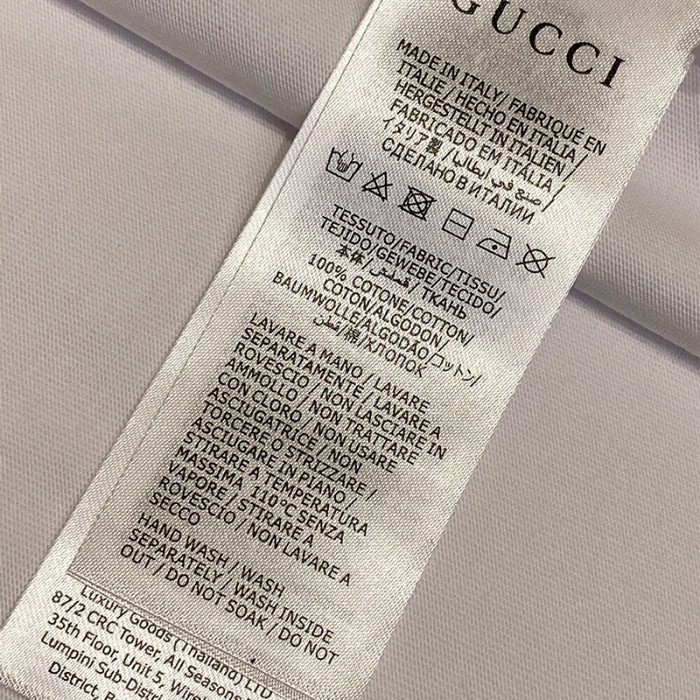 GUCCI
MADE IN ITALY/ FABRIQUÉ EN
ITALIE / HECHO EN ITALIA /
HERGESTELLT IN ITALIEN /
FABRICADO EM ITÁLIA /
イタリア製 / صنع في ايطاليا /
СДЕЛАНО В ИТАЛИИ
TESSUTO/FABRIC/TISSU/
TEJIDO/GEWEBE/TECIDO/
本体/قماش/ТКАНЬ
100% COTONE/COTTON/
COTON/ALGODON/
BAUMWOLLE/ALGODÃO/コットン/
قطن/棉/ХЛОПОК
LAVARE A MANO / LAVARE
SEPARATAMENTE / LAVARE A
ROVESCIO / NON LASCIARE IN
AMMOLLO / NON TRATTARE
CON CLORO / NON USARE
ASCIUGATRICE / NON
TORCERE O STRIZZARE /
ASCIUGARE IN PIANO /
STIRARE A TEMPERATURA
MASSIMA 110°C SENZA
VAPORE / STIRARE A
ROVESCIO / NON LAVARE A
SECCO
HAND WASH / WASH
SEPARATELY / WASH INSIDE
OUT / DO NOT SOAK / DO NOT
Luxury Goods (Thailand) LTD
87/2 CRC Tower, All Seasons
35th Floor, Unit 5,
Lumpini
District,